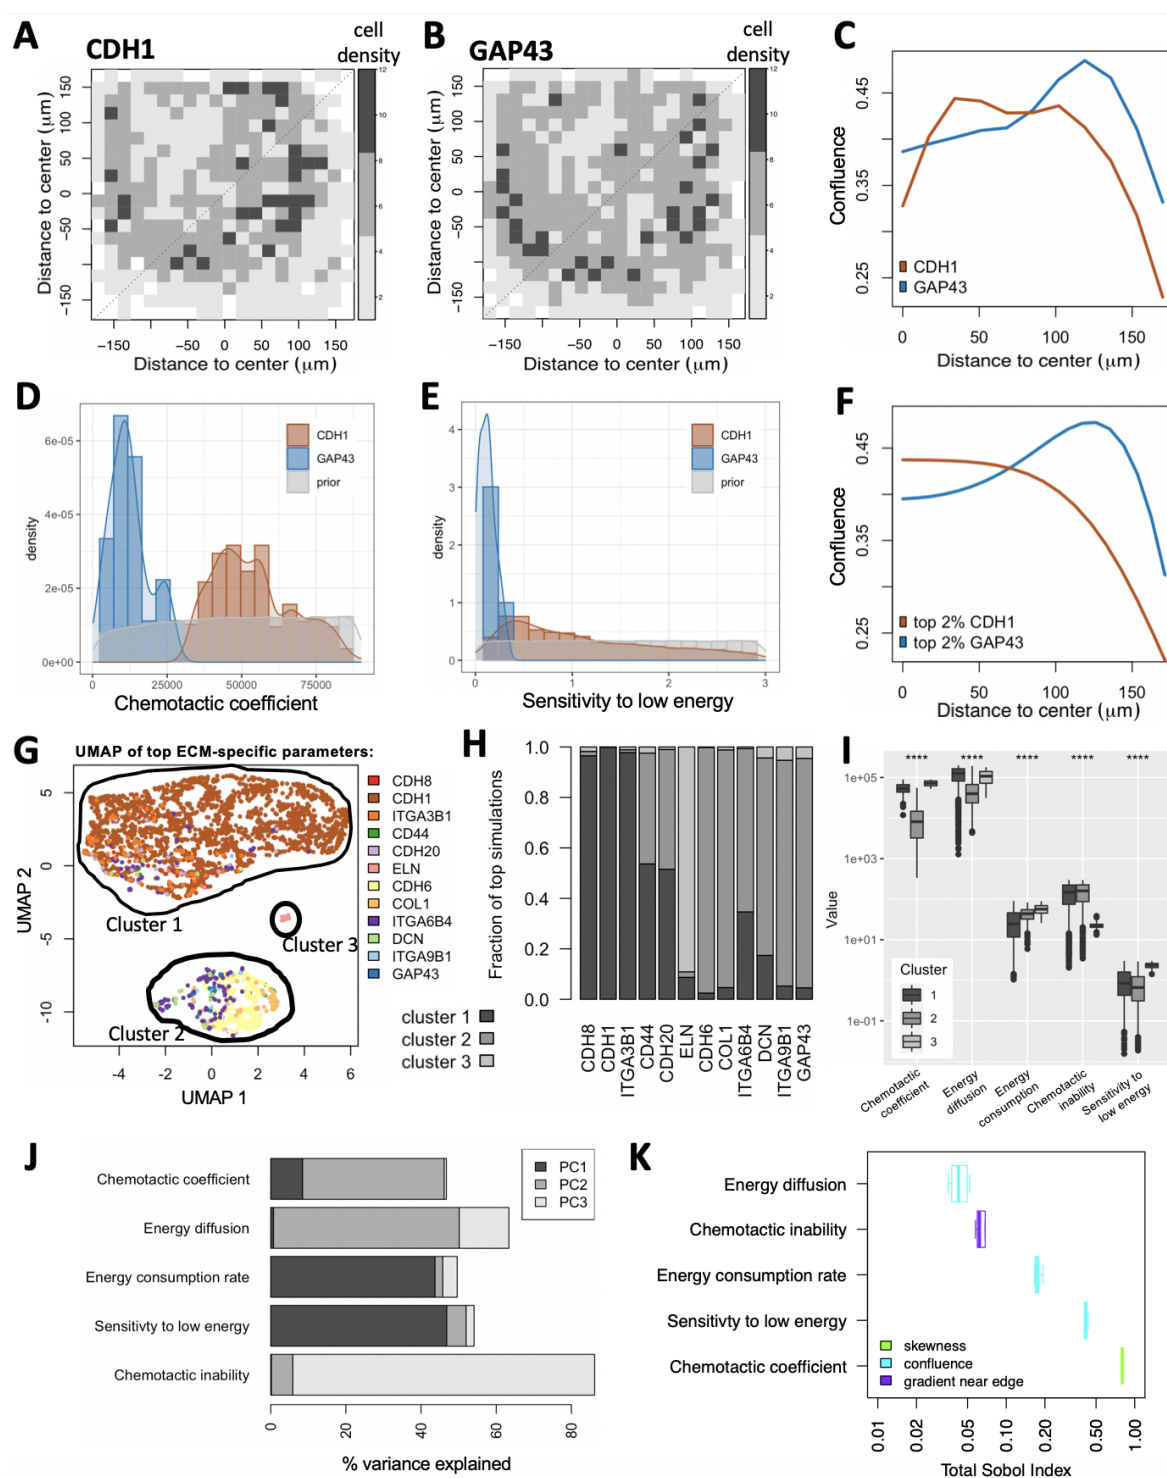 A
CDH1
cell
density
150
100
50
0
-50
-150
Distance to center (μm)
-150
-50
0
50
100
150
Distance to center (μm)
12
10
8
6
4
2
B
GAP43
cell
density
150
100
50
0
-50
-150
Distance to center (μm)
-150
-50
0
50
100
150
Distance to center (μm)
12
10
8
6
4
2
C
0.45
0.35
0.25
Confluence
CDH1
GAP43
0
50
100
150
Distance to center (μm)
D
6e-05
4e-05
2e-05
0e+00
density
CDH1
GAP43
prior
0
25000
50000
75000
Chemotactic coefficient
E
4
3
2
1
0
density
CDH1
GAP43
prior
0
1
2
3
Sensitivity to low energy
F
0.45
0.35
0.25
Confluence
top 2% CDH1
top 2% GAP43
0
50
100
150
Distance to center (μm)
G
UMAP of top ECM-specific parameters:
5
0
-5
-10
UMAP 2
Cluster 1
Cluster 3
Cluster 2
-4
-2
0
2
4
6
UMAP 1
CDH8
CDH1
ITGA3B1
CD44
CDH20
ELN
CDH6
COL1
ITGA6B4
DCN
ITGA9B1
GAP43
H
1.0
0.8
0.6
0.4
0.2
0.0
Fraction of top simulations
CDH8
CDH1
ITGA3B1
CD44
CDH20
ELN
CDH6
COL1
ITGA6B4
DCN
ITGA9B1
GAP43
cluster 1
cluster 2
cluster 3
I
****
****
****
****
****
1e+05
1e+03
1e+01
1e-01
Value
Cluster
1
2
3
Chemotactic
coefficient
Energy
diffusion
Energy
consumption
Chemotactic
inability
Sensitivity to
low energy
J
Chemotactic coefficient
Energy diffusion
Energy consumption rate
Sensitivty to low energy
Chemotactic inability
PC1
PC2
PC3
0
20
40
60
80
% variance explained
K
Energy diffusion
Chemotactic inability
Energy consumption rate
Sensitivty to low energy
Chemotactic coefficient
skewness
confluence
gradient near edge
0.01
0.02
0.05
0.10
0.20
0.50
1.00
Total Sobol Index